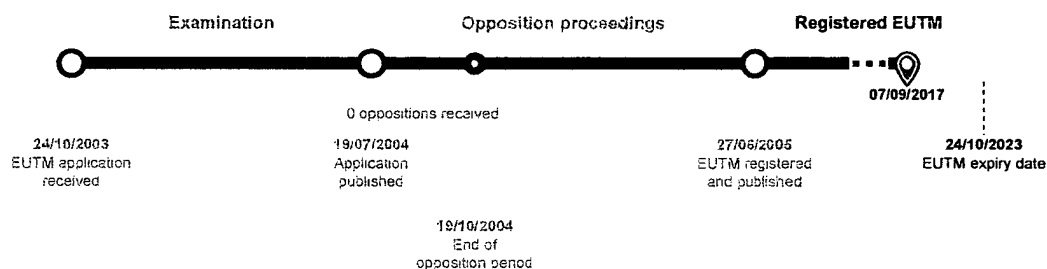 Examination
Opposition proceedings
Registered EUTM
07/09/2017
0 oppositions received
24/10/2003
EUTM application
received
19/07/2004
Application
published
27/06/2005
EUTM registered
and published
24/10/2023
EUTM expiry date
19/10/2004
End of
opposition period